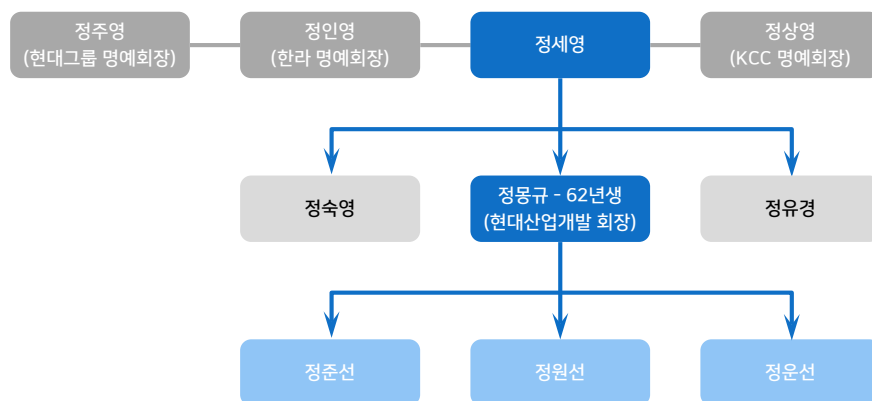 정주영
(현대그룹 명예회장)
정인영
(한라 명예회장)
정세영
정상영
(KCC 명예회장)
정숙영
정몽규 - 62년생
(현대산업개발 회장)
정유경
정준선
정원선
정운선